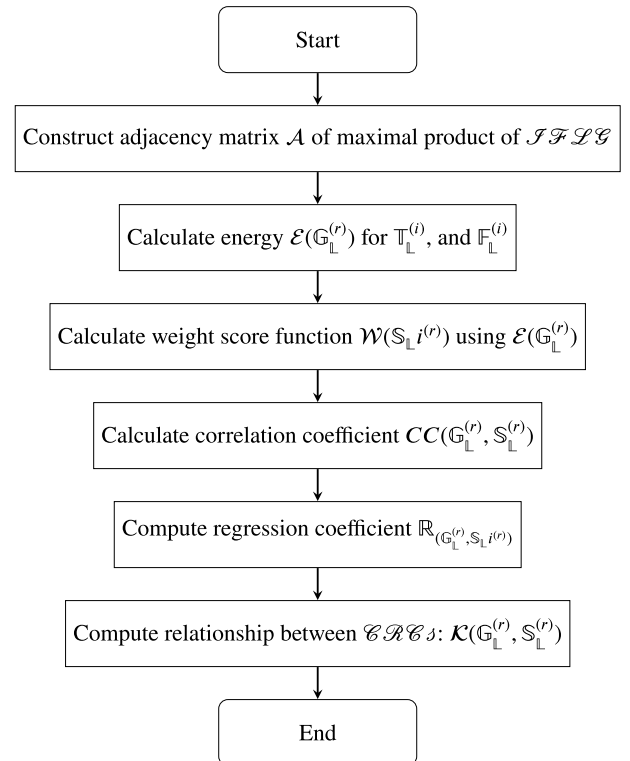 Start
Construct adjacency matrix 𝒜 of maximal product of ℐℱℒ𝒢
Calculate energy ℰ(𝔾_𝕃^(r)) for 𝕋_𝕃^(i), and 𝔽_𝕃^(i)
Calculate weight score function 𝒲(𝕊_𝕃 i^(r)) using ℰ(𝔾_𝕃^(r))
Calculate correlation coefficient CC(𝔾_𝕃^(r), 𝕊_𝕃^(r))
Compute regression coefficient ℝ_(𝔾_𝕃^(r), 𝕊_𝕃 i^(r))
Compute relationship between 𝒞ℛ𝒞𝓈: 𝒦(𝔾_𝕃^(r), 𝕊_𝕃^(r))
End